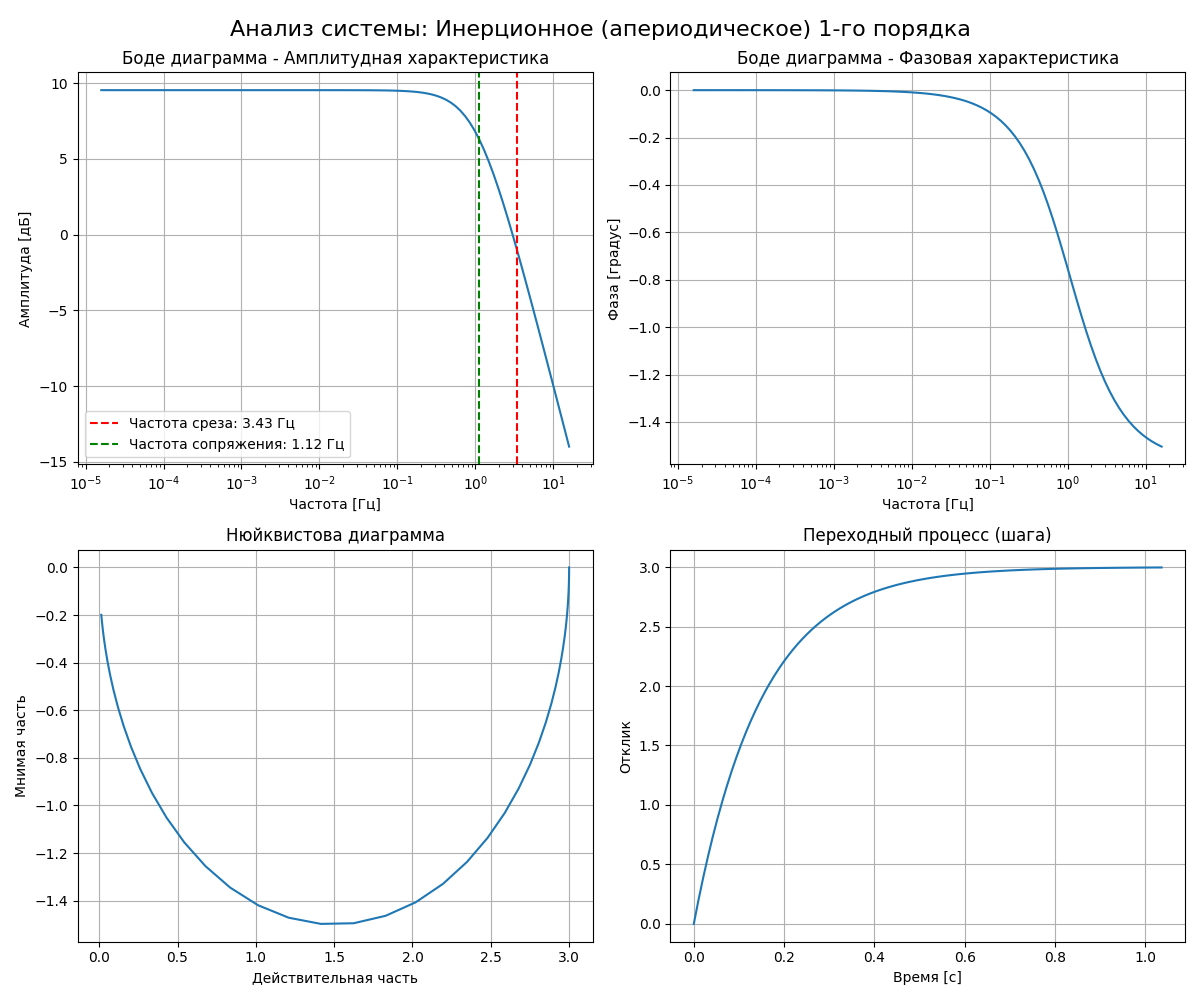 Анализ системы: Инерционное (апериодическое) 1-го порядка
Боде диаграмма - Амплитудная характеристика
Амплитуда [дБ]
10
5
0
−5
−10
−15
Частота среза: 3.43 Гц
Частота сопряжения: 1.12 Гц
10⁻⁵ 10⁻⁴ 10⁻³ 10⁻² 10⁻¹ 10⁰ 10¹
Частота [Гц]
Боде диаграмма - Фазовая характеристика
Фаза [градус]
0.0
−0.2
−0.4
−0.6
−0.8
−1.0
−1.2
−1.4
10⁻⁵ 10⁻⁴ 10⁻³ 10⁻² 10⁻¹ 10⁰ 10¹
Частота [Гц]
Нюйквистова диаграмма
Мнимая часть
0.0
−0.2
−0.4
−0.6
−0.8
−1.0
−1.2
−1.4
0.0 0.5 1.0 1.5 2.0 2.5 3.0
Действительная часть
Переходный процесс (шага)
Отклик
3.0
2.5
2.0
1.5
1.0
0.5
0.0
0.0 0.2 0.4 0.6 0.8 1.0
Время [с]